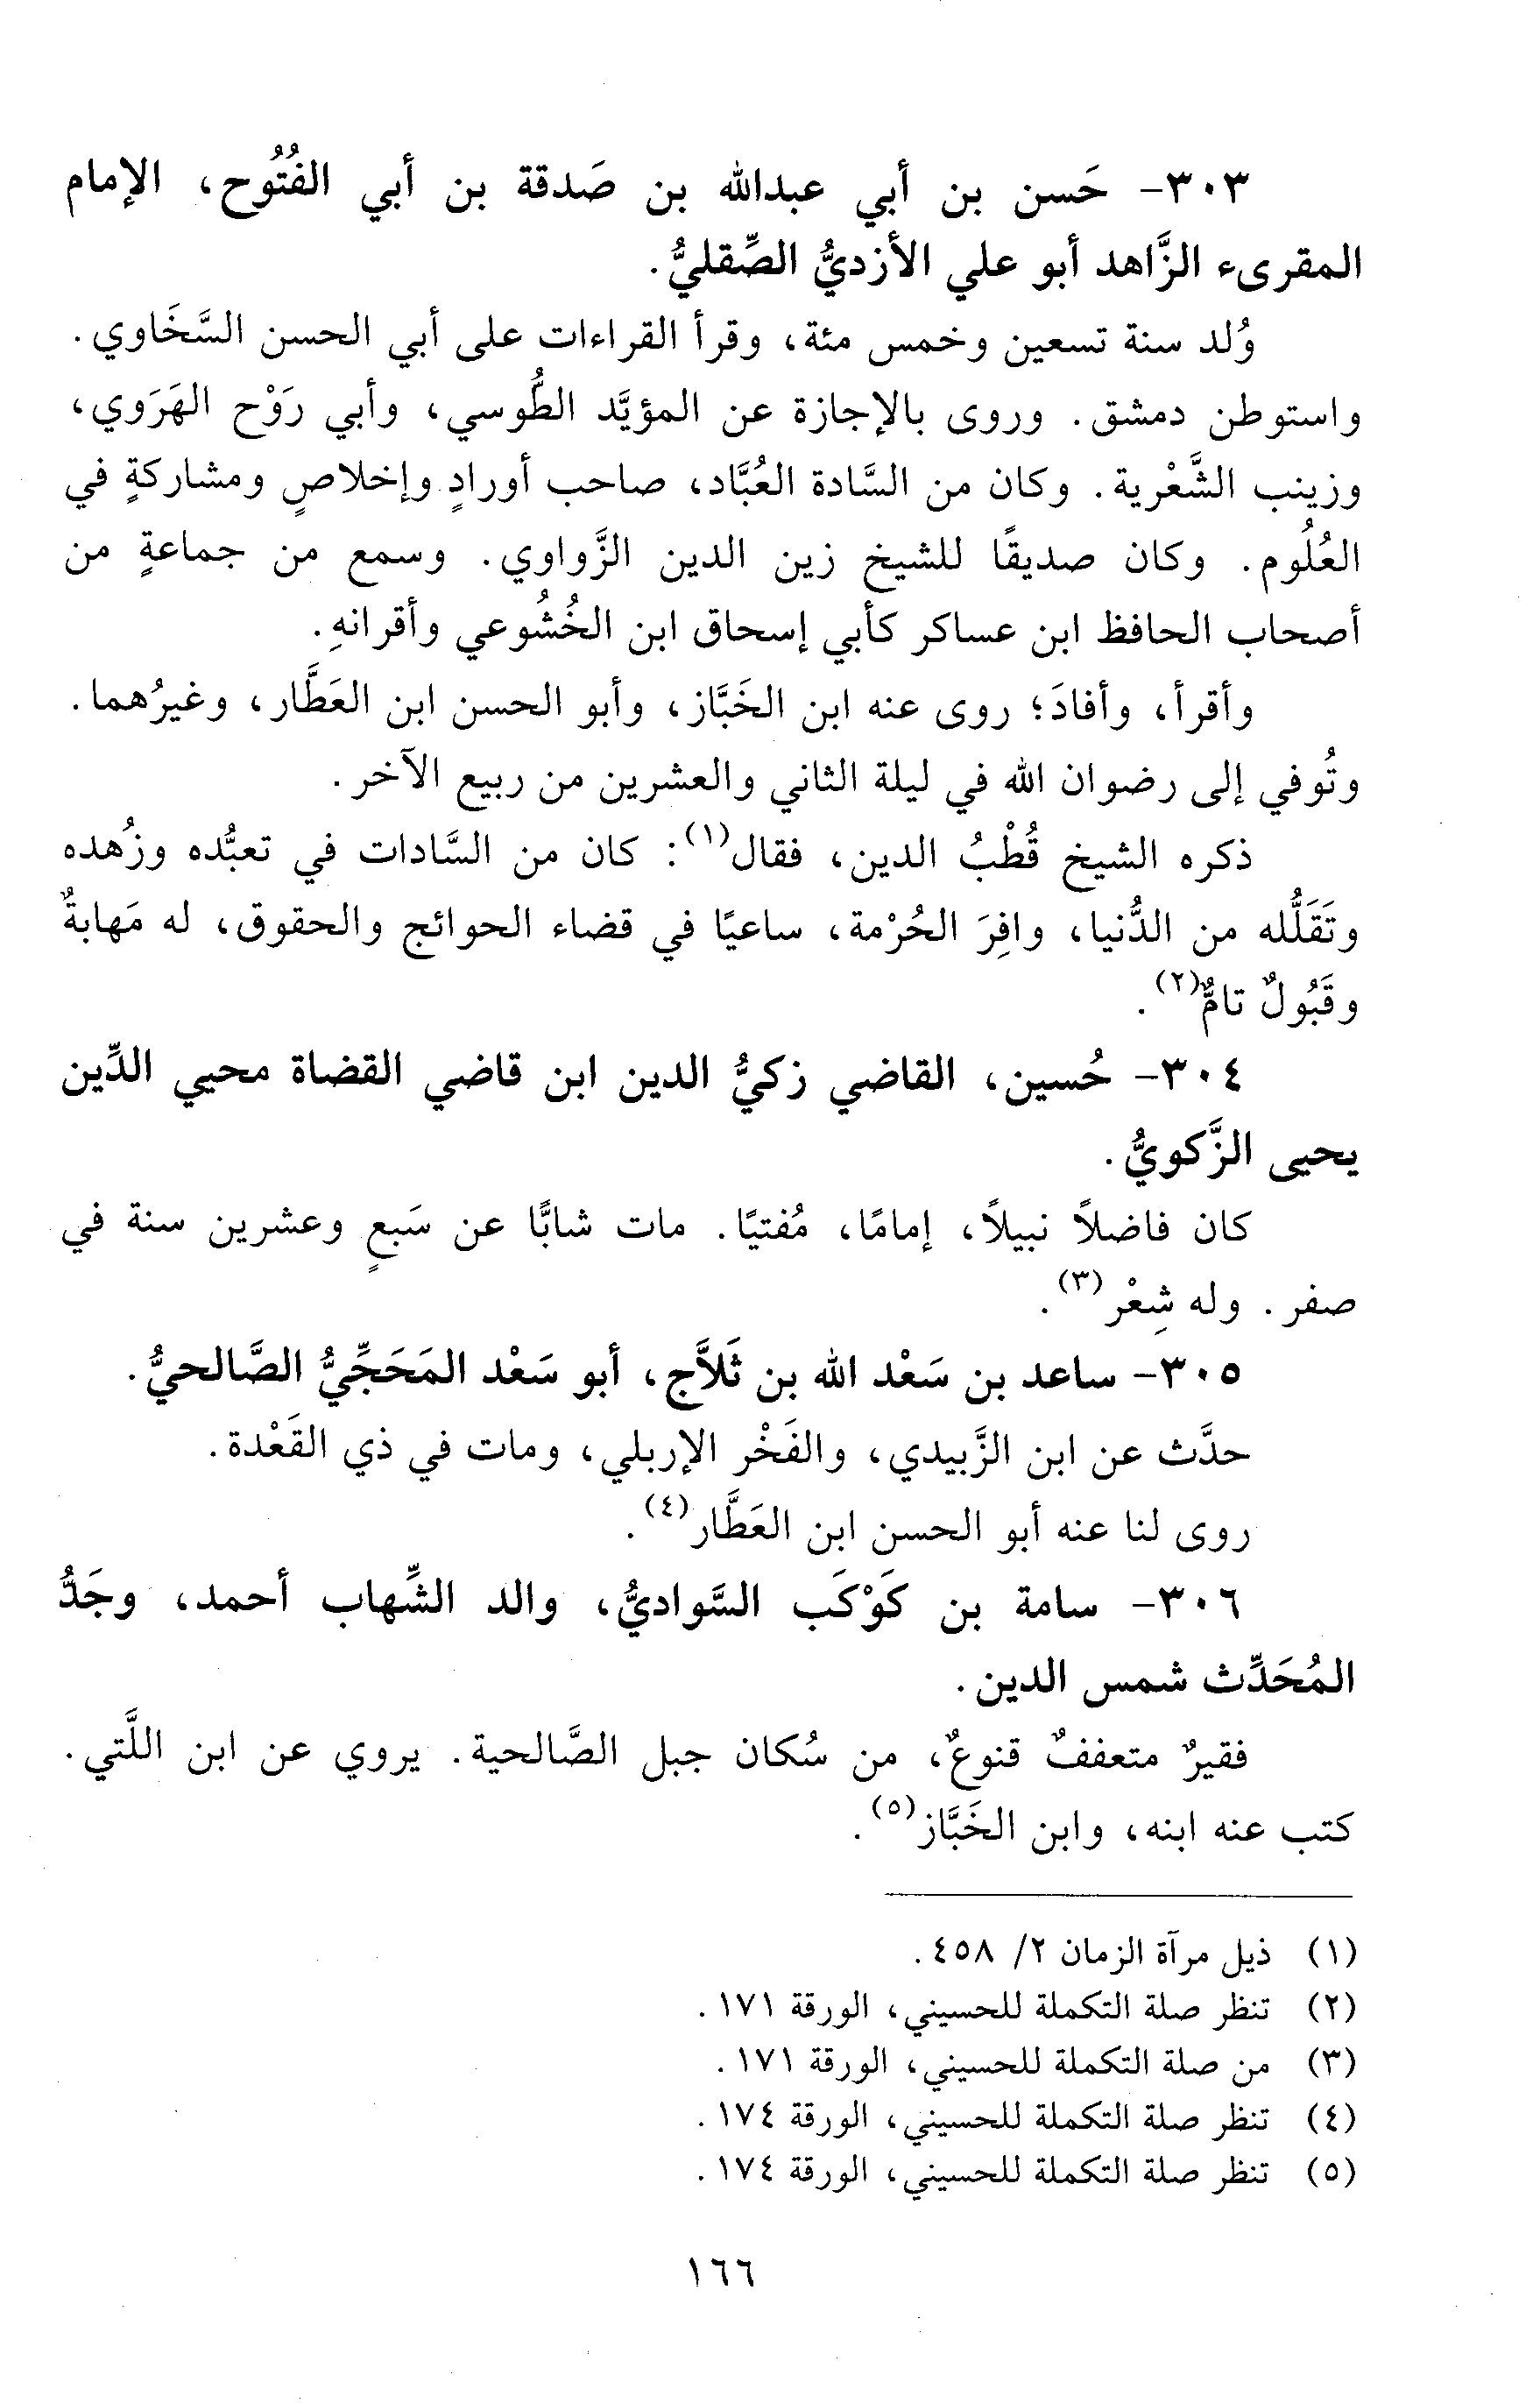 ٣٠٣- حَسن بن أبي عبدالله بن صَدقة بن أبي الفُتُوح، الإمام
المقرىء الزَّاهد أبو علي الأزديُّ الصِّقليُّ.
وُلد سنة تسعين وخمس مئة، وقرأ القراءات على أبي الحسن السَّخَاوي.
واستوطن دمشق. وروى بالإجازة عن المؤيَّد الطُّوسي، وأبي رَوْح الهَرَوي،
وزينب الشَّعْرية. وكان من السَّادة العُبَّاد، صاحب أورادٍ وإخلاصٍ ومشاركةٍ في
العُلُوم. وكان صديقًا للشيخ زين الدين الزَّواوي. وسمع من جماعةٍ من
أصحاب الحافظ ابن عساكر كأبي إسحاق ابن الخُشُوعي وأقرانهِ.
وأقرأ، وأفادَ؛ روى عنه ابن الخَبَّاز، وأبو الحسن ابن العَطَّار، وغيرُهما.
وتُوفي إلى رضوان الله في ليلة الثاني والعشرين من ربيع الآخر.
ذكره الشيخ قُطْبُ الدين، فقال(١): كان من السَّادات في تعبُّده وزُهده
وتَقَلُّله من الدُّنيا، وافِرَ الحُرْمة، ساعيًا في قضاء الحوائج والحقوق، له مَهابةٌ
وقَبُولٌ تامٌّ(٢).
٣٠٤- حُسين، القاضي زكيُّ الدين ابن قاضي القضاة محيي الدِّين
يحيى الزَّكويُّ.
كان فاضلاً نبيلاً، إمامًا، مُفتيًا. مات شابًّا عن سَبعٍ وعشرين سنة في
صفر. وله شِعْر(٣).
٣٠٥- ساعد بن سَعْد الله بن ثَلاَّج، أبو سَعْد المَحَجِّيُّ الصَّالحيُّ.
حدَّث عن ابن الزَّبيدي، والفَخْر الإربلي، ومات في ذي القَعْدة.
روى لنا عنه أبو الحسن ابن العَطَّار(٤).
٣٠٦- سامة بن كَوْكَب السَّواديُّ، والد الشِّهاب أحمد، وجَدُّ
المُحَدِّث شمس الدين.
فقيرٌ متعففٌ قنوعٌ، من سُكان جبل الصَّالحية. يروي عن ابن اللَّتي.
كتب عنه ابنه، وابن الخَبَّاز(٥).
(١) ذيل مرآة الزمان ٢/ ٤٥٨.
(٢) تنظر صلة التكملة للحسيني، الورقة ١٧١.
(٣) من صلة التكملة للحسيني، الورقة ١٧١.
(٤) تنظر صلة التكملة للحسيني، الورقة ١٧٤.
(٥) تنظر صلة التكملة للحسيني، الورقة ١٧٤.
١٦٦